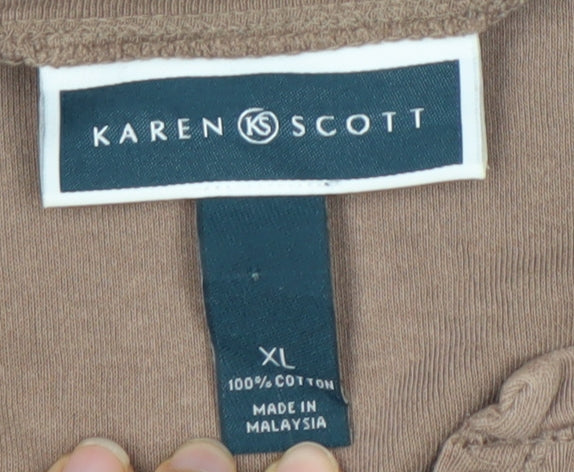 KAREN KS SCOTT
XL
100% COTTON
MADE IN
MALAYSIA